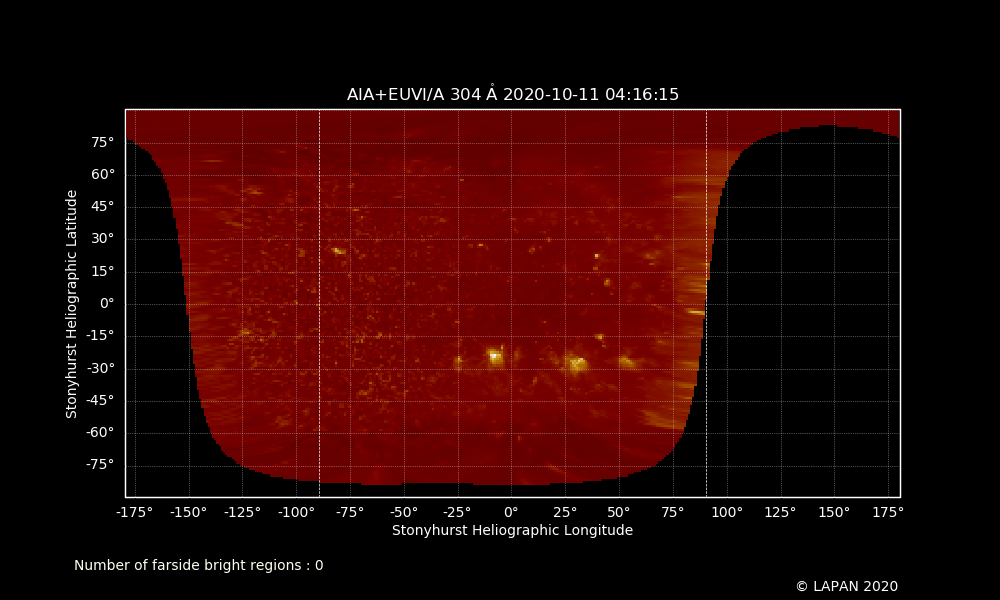 AIA+EUVI/A 304 Å 2020-10-11 04:16:15
75°
60°
45°
30°
15°
0°
-15°
-30°
-45°
-60°
-75°
Stonyhurst Heliographic Latitude
-175° -150° -125° -100° -75° -50° -25° 0° 25° 50° 75° 100° 125° 150° 175°
Stonyhurst Heliographic Longitude
Number of farside bright regions : 0
© LAPAN 2020